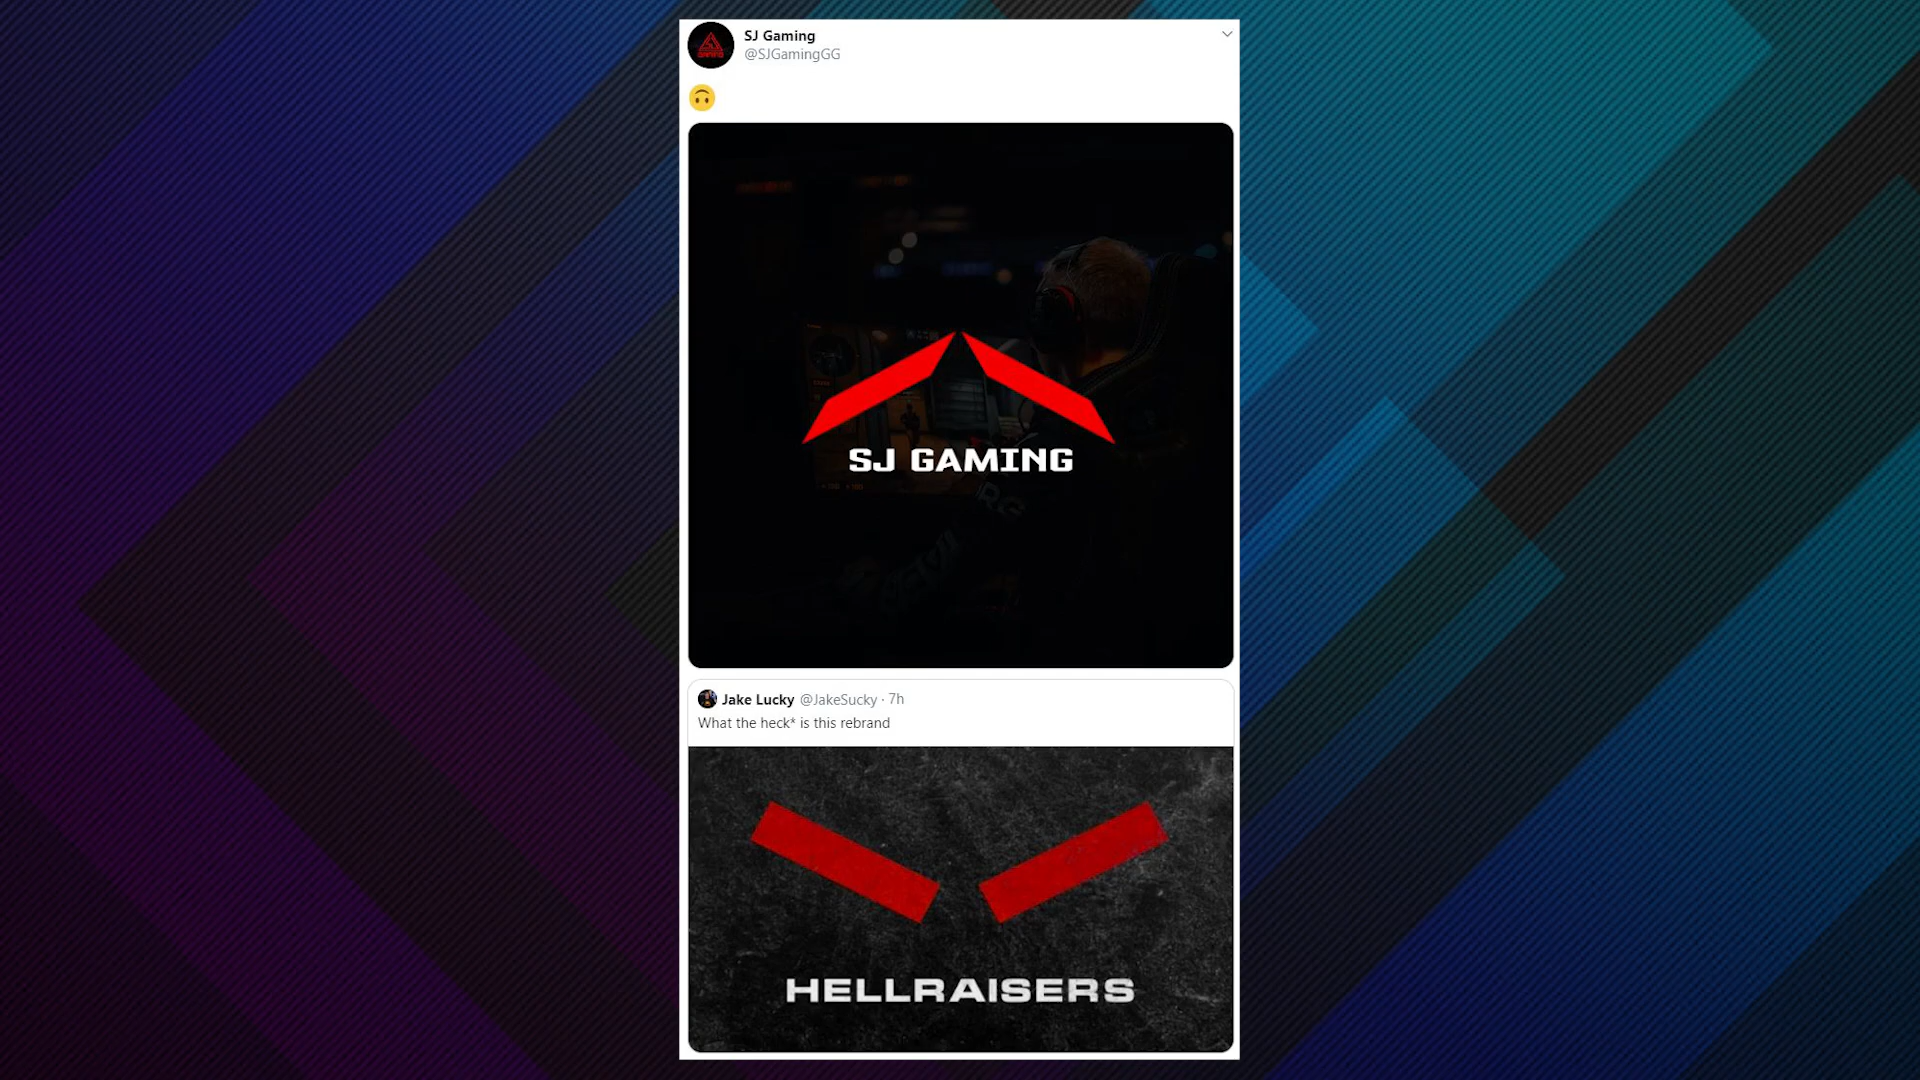 SJ Gaming
@SJGamingGG
SJ GAMING
Jake Lucky @JakeSucky · 7h
What the heck* is this rebrand
HELLRAISERS